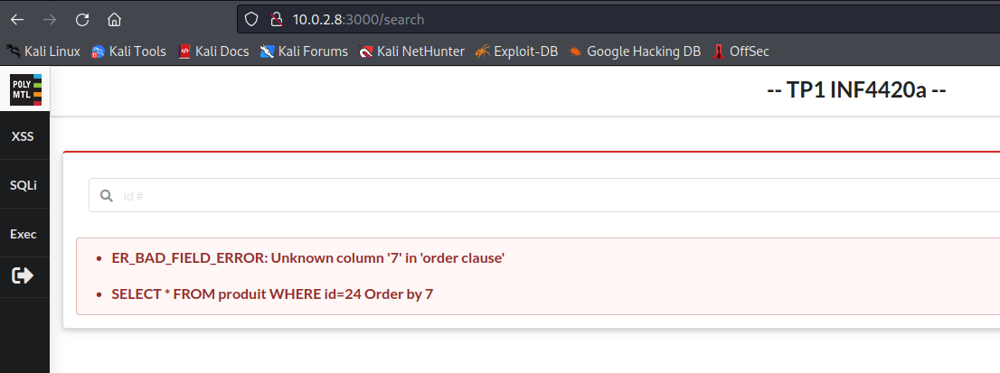 10.0.2.8:3000/search
Kali Linux Kali Tools Kali Docs Kali Forums Kali NetHunter Exploit-DB Google Hacking DB OffSec
POLY
MTL
-- TP1 INF4420a --
XSS
SQLi
Exec
id #
ER_BAD_FIELD_ERROR: Unknown column '7' in 'order clause'
SELECT * FROM produit WHERE id=24 Order by 7